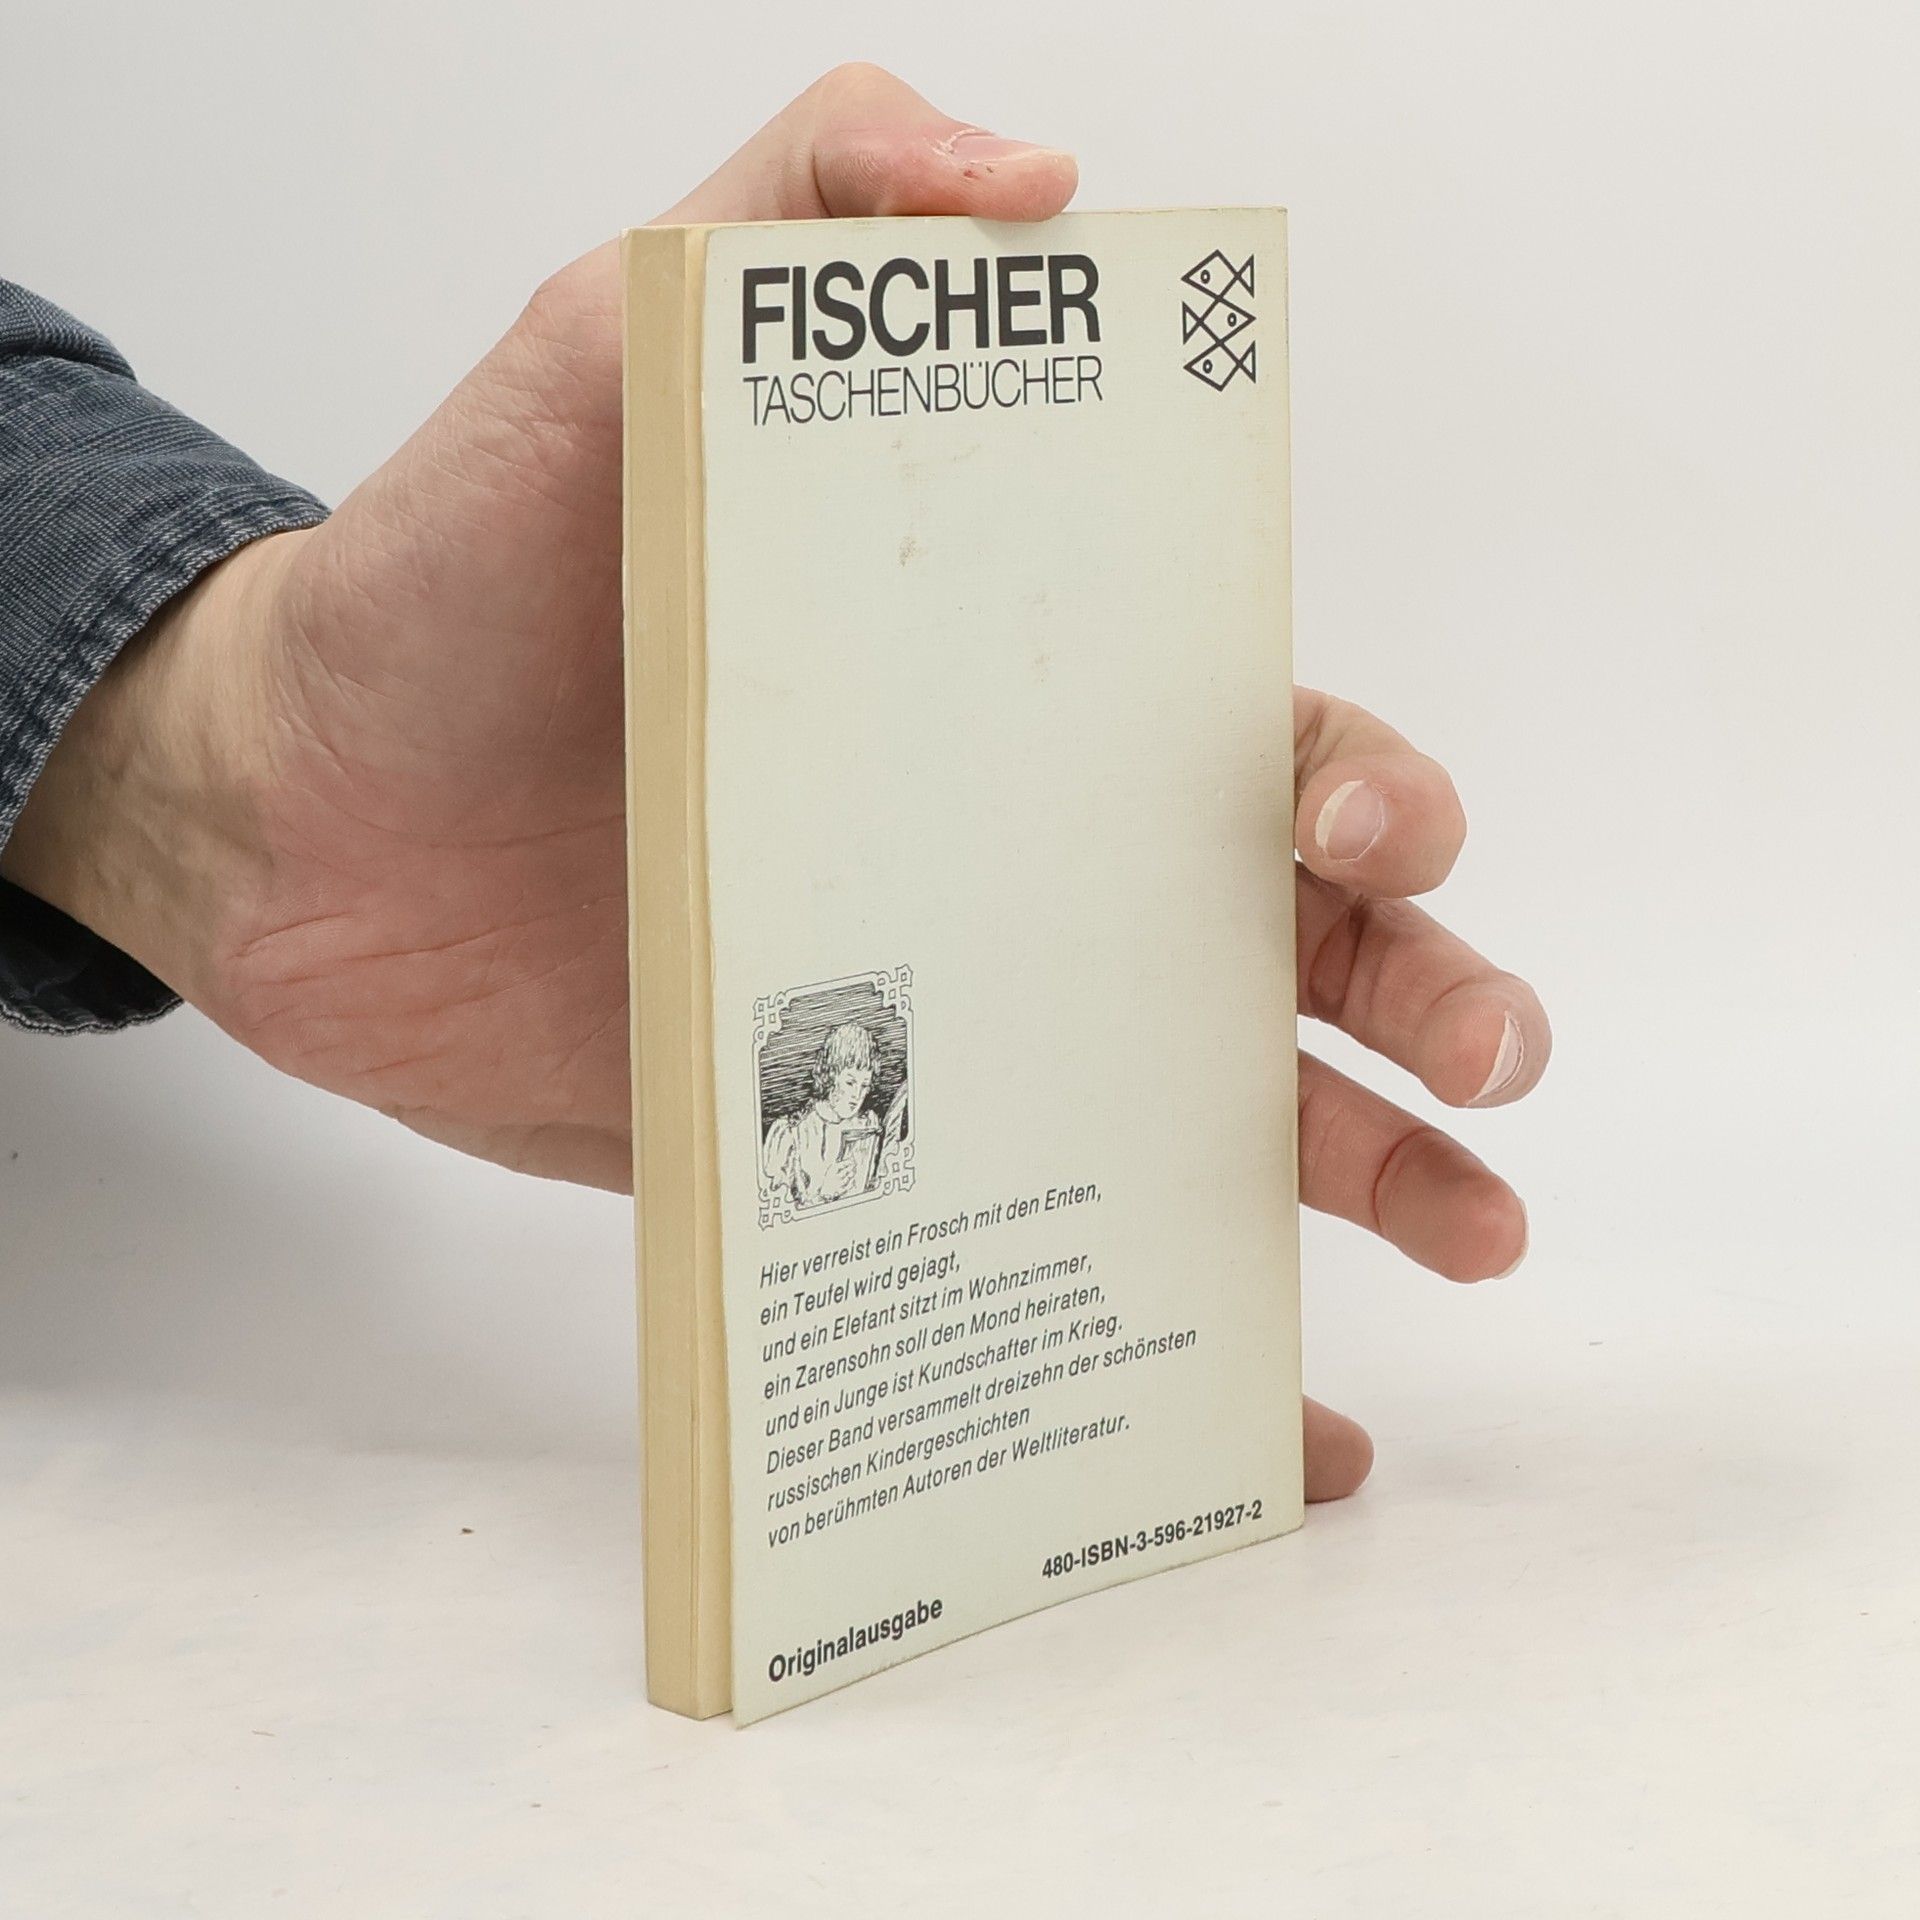 FISCHER
TASCHENBÜCHER
Hier verreist ein Frosch mit den Enten,
ein Teufel wird gejagt,
und ein Elefant sitzt im Wohnzimmer,
ein Zarensohn soll den Mond heiraten,
und ein Junge ist Kundschafter im Krieg.
Dieser Band versammelt dreizehn der schönsten
russischen Kindergeschichten
von berühmten Autoren der Weltliteratur.
480-ISBN-3-596-21927-2
Originalausgabe